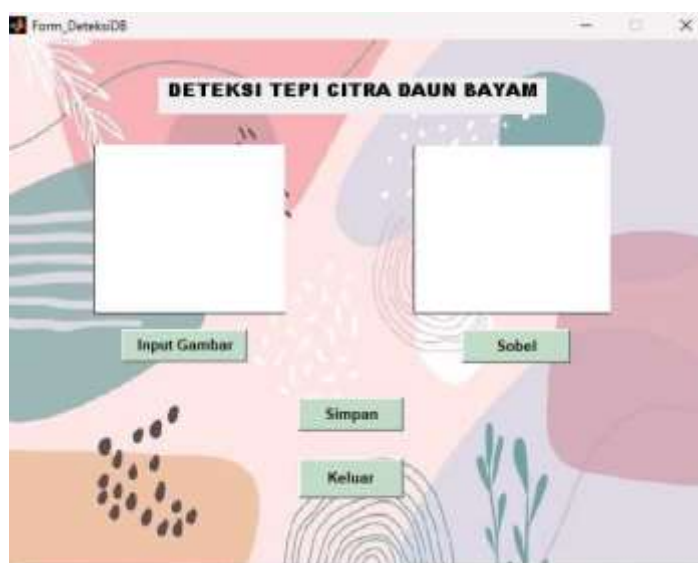 Form_DeteksiDB
DETEKSI TEPI CITRA DAUN BAYAM
Input Gambar
Sobel
Simpan
Keluar